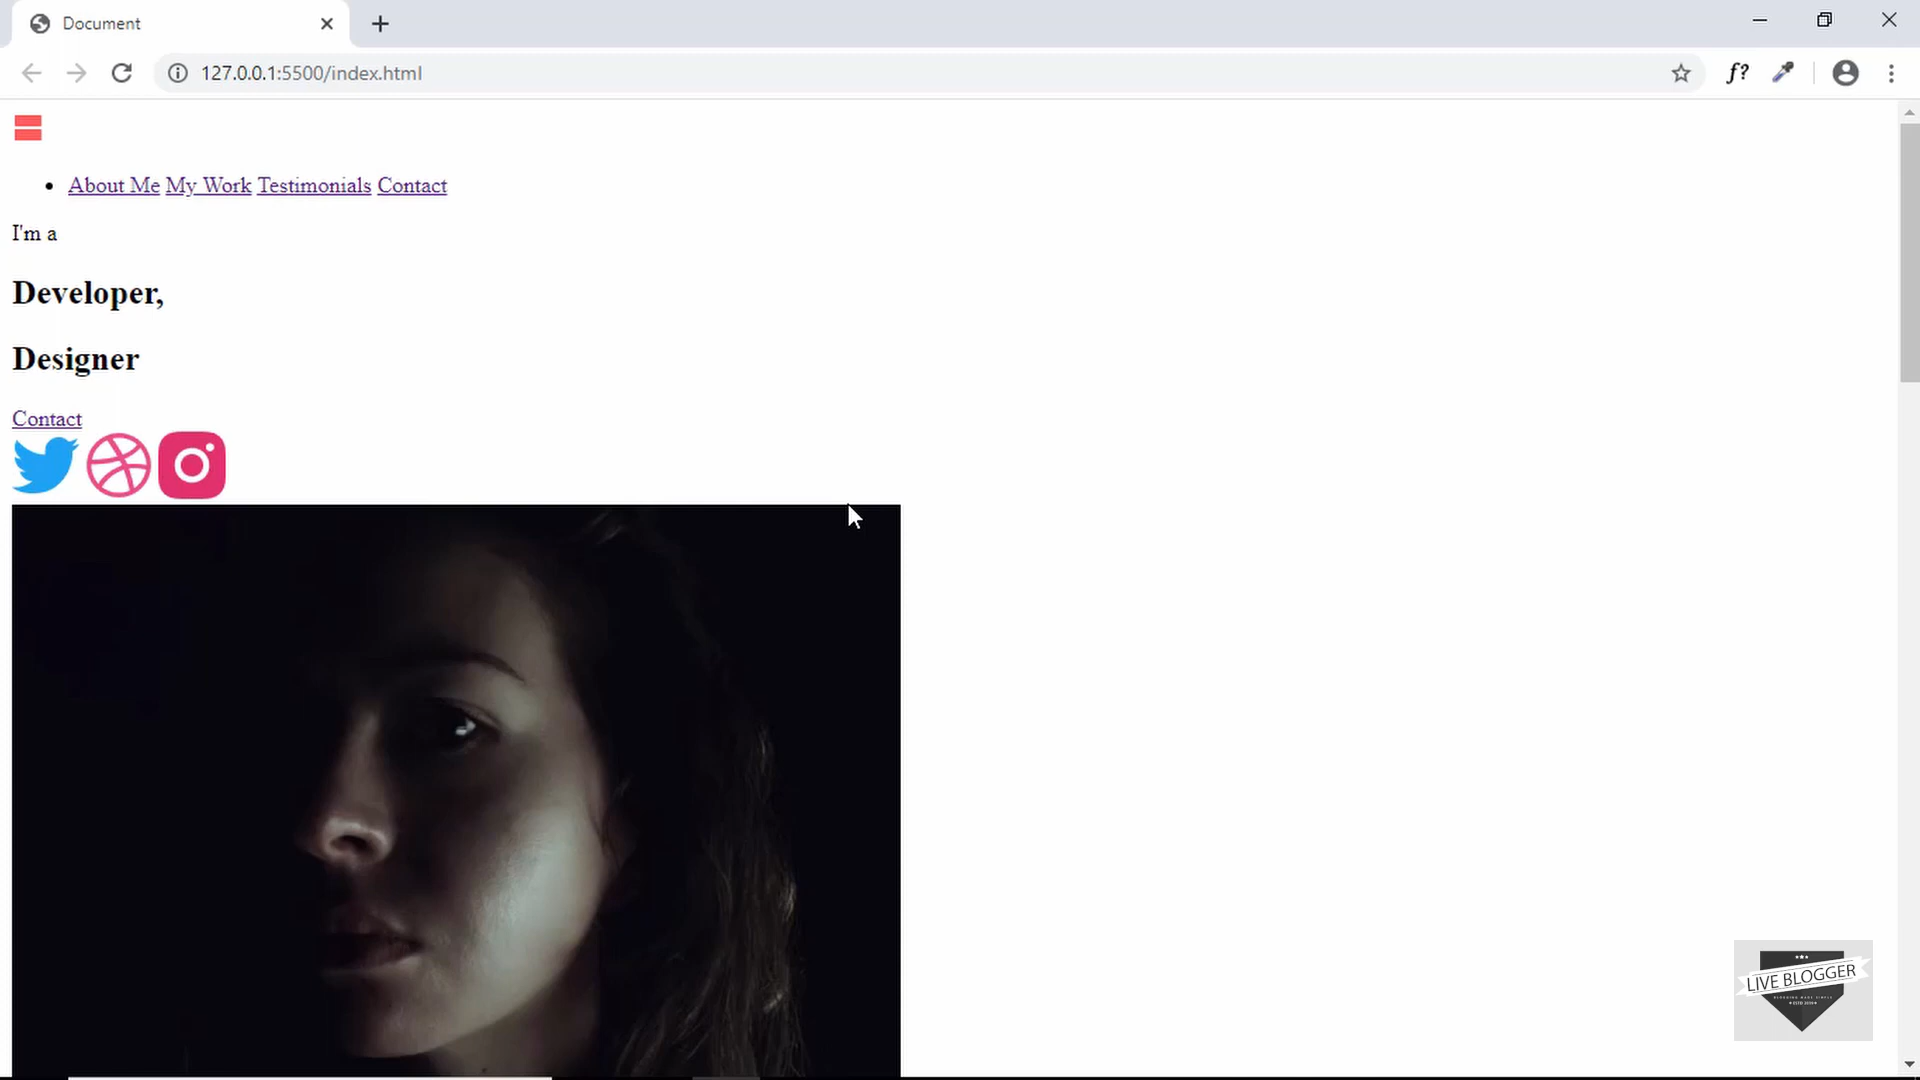 Document
127.0.0.1:5500/index.html
f?
About Me My Work Testimonials Contact
I'm a
Developer,
Designer
Contact
LIVE BLOGGER